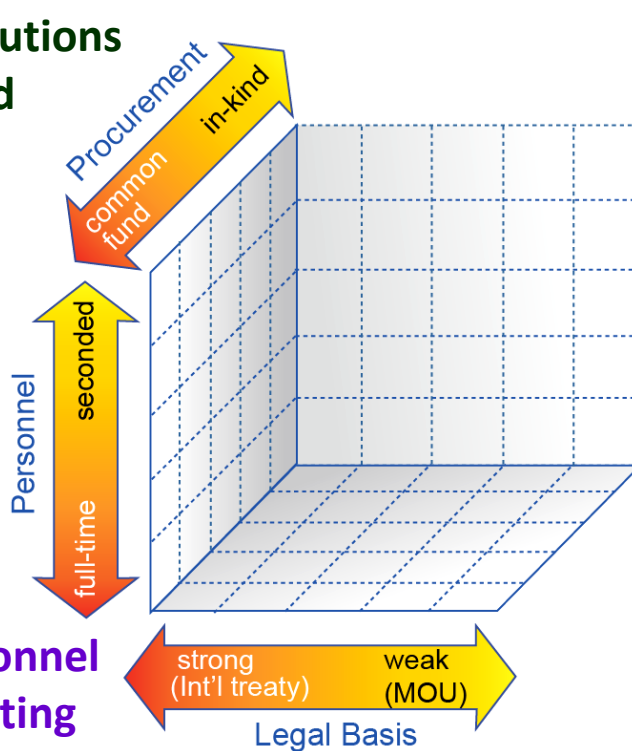 utions
d
Procurement
in-kind
common
fund
Personnel
seconded
full-time
onnel
ting
strong
(Int'l treaty)
weak
(MOU)
Legal Basis